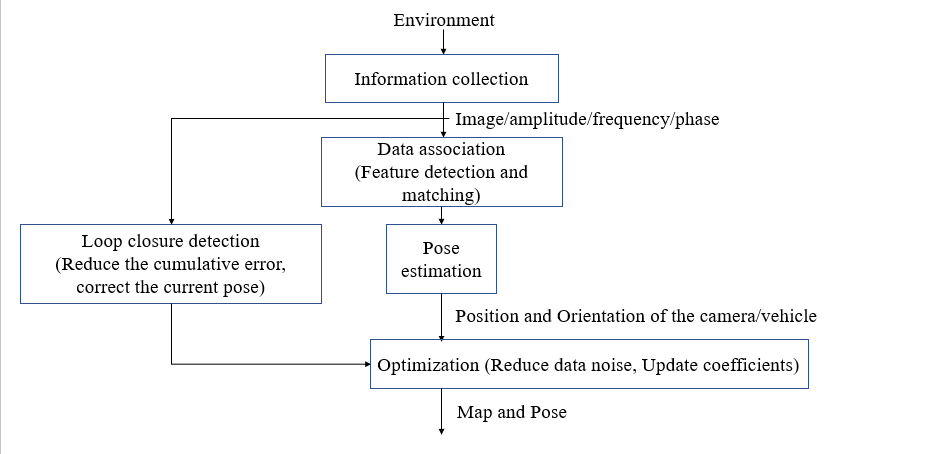 Environment
Information collection
Image/amplitude/frequency/phase
Data association
(Feature detection and
matching)
Loop closure detection
(Reduce the cumulative error,
correct the current pose)
Pose
estimation
Position and Orientation of the camera/vehicle
Optimization (Reduce data noise, Update coefficients)
Map and Pose